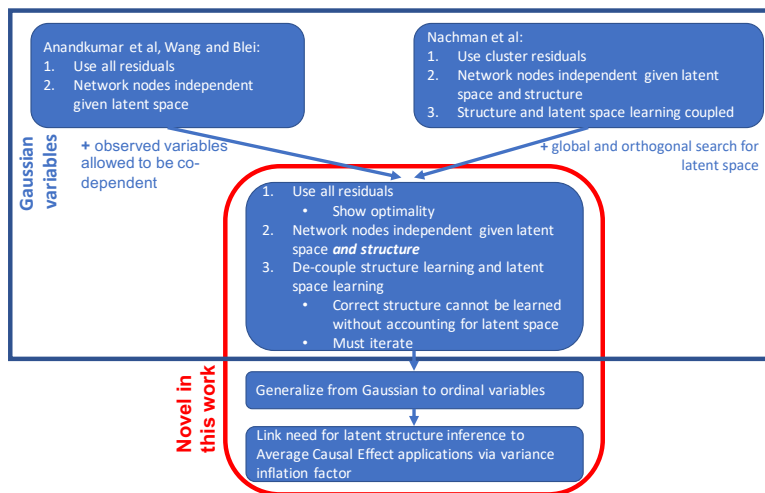 Anandkumar et al, Wang and Blei:
1. Use all residuals
2. Network nodes independent
given latent space
Nachman et al:
1. Use cluster residuals
2. Network nodes independent given latent
space and structure
3. Structure and latent space learning coupled
Gaussian
variables
+ observed variables
allowed to be co-
dependent
+ global and orthogonal search for
latent space
1. Use all residuals
• Show optimality
2. Network nodes independent given latent
space and structure
3. De-couple structure learning and latent
space learning
• Correct structure cannot be learned
without accounting for latent space
• Must iterate
Novel in
this work
Generalize from Gaussian to ordinal variables
Link need for latent structure inference to
Average Causal Effect applications via variance
inflation factor